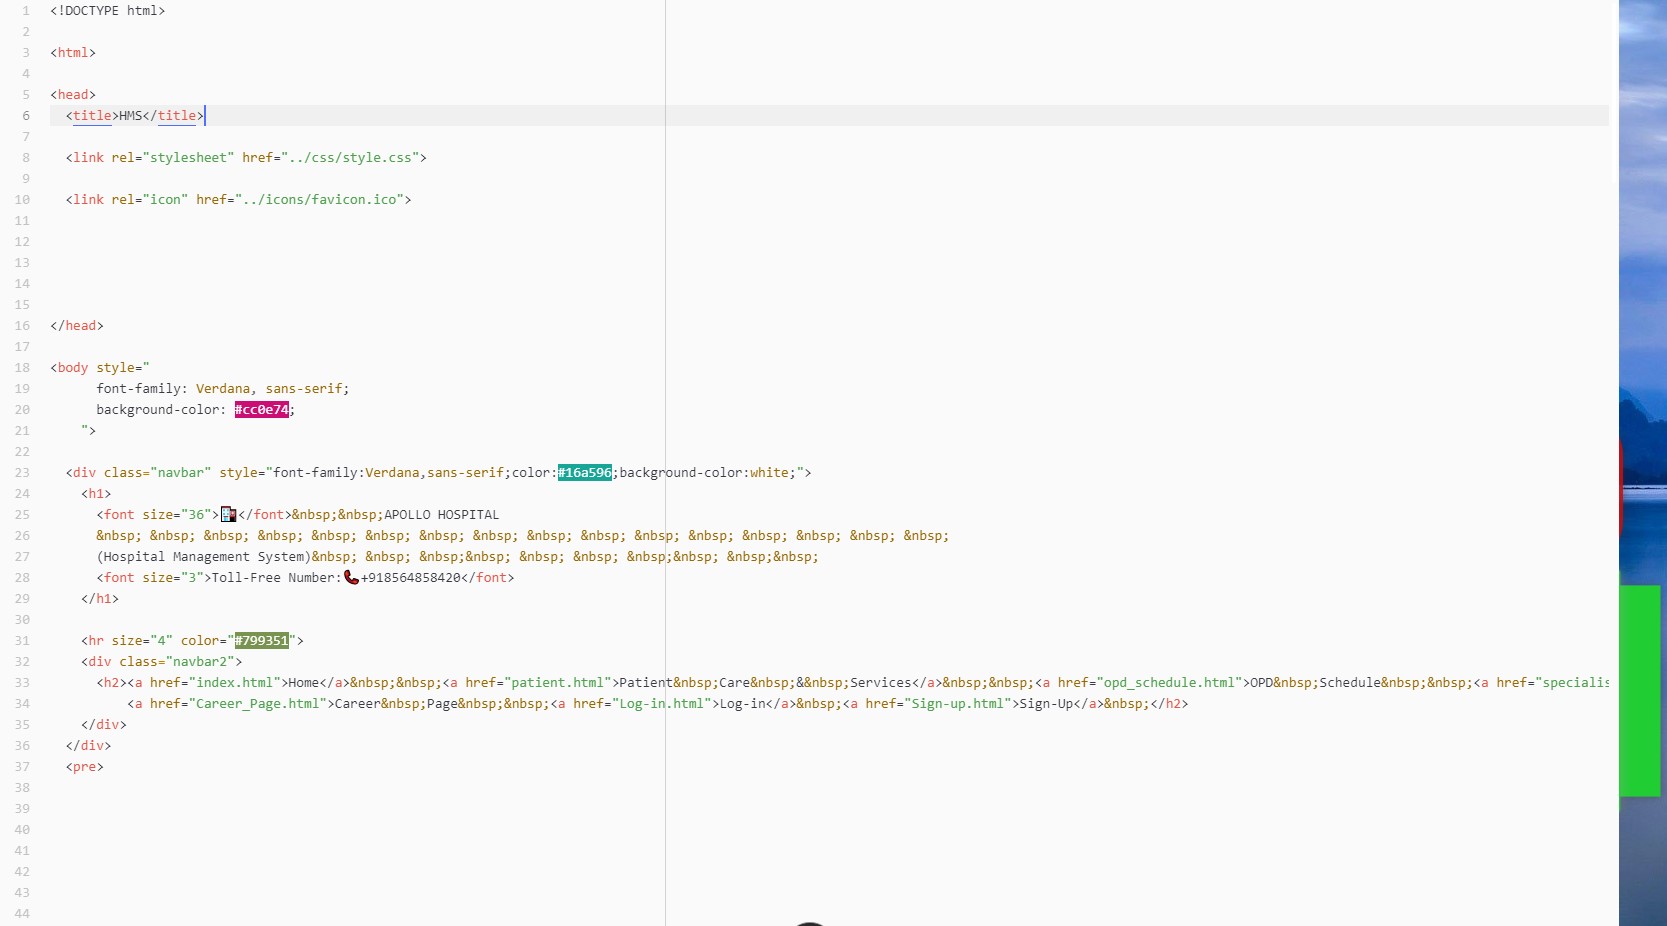 1 <!DOCTYPE html>
2
3 <html>
4
5 <head>
6 <title>HMS</title>
7
8 <link rel="stylesheet" href="../css/style.css">
9
10 <link rel="icon" href="../icons/favicon.ico">
11
12
13
14
15
16 </head>
17
18 <body style="
19 font-family: Verdana, sans-serif;
20 background-color: #cc0e74;
21 ">
22
23 <div class="navbar" style="font-family:Verdana,sans-serif;color:#16a596;background-color:white;">
24 <h1>
25 <font size="36">🏥</font>&nbsp;&nbsp;APOLLO HOSPITAL
26 &nbsp; &nbsp; &nbsp; &nbsp; &nbsp; &nbsp; &nbsp; &nbsp; &nbsp; &nbsp; &nbsp; &nbsp; &nbsp; &nbsp; &nbsp; &nbsp;
27 (Hospital Management System)&nbsp; &nbsp; &nbsp;&nbsp; &nbsp; &nbsp; &nbsp;&nbsp; &nbsp;&nbsp;
28 <font size="3">Toll-Free Number:📞+918564858420</font>
29 </h1>
30
31 <hr size="4" color="#799351">
32 <div class="navbar2">
33 <h2><a href="index.html">Home</a>&nbsp;&nbsp;<a href="patient.html">Patient&nbsp;Care&nbsp;&&nbsp;Services</a>&nbsp;&nbsp;<a href="opd_schedule.html">OPD&nbsp;Schedule&nbsp;&nbsp;<a href="specialis
34 <a href="Career_Page.html">Career&nbsp;Page&nbsp;&nbsp;<a href="Log-in.html">Log-in</a>&nbsp;<a href="Sign-up.html">Sign-Up</a>&nbsp;</h2>
35 </div>
36 </div>
37 <pre>
38
39
40
41
42
43
44